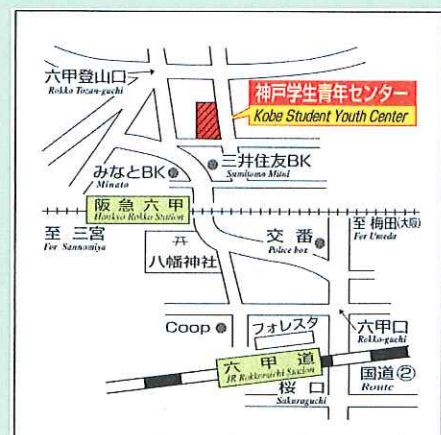 六甲登山口
Rokko Tozan-guchi
神戸学生青年センター
Kobe Student Youth Center
みなとBK
Minato
三井住友BK
Sumitomo Mitui
阪急六甲
Hankyu Rokko Station
至 三宮
For Sannomiya
八幡神社
交番
Police box
至 梅田(大阪)
For Umeda
Coop
フォレスタ
六甲口
Rokko-guchi
六甲道
JR Rokkomichi Station
桜口
Sakuraguchi
国道②
Route